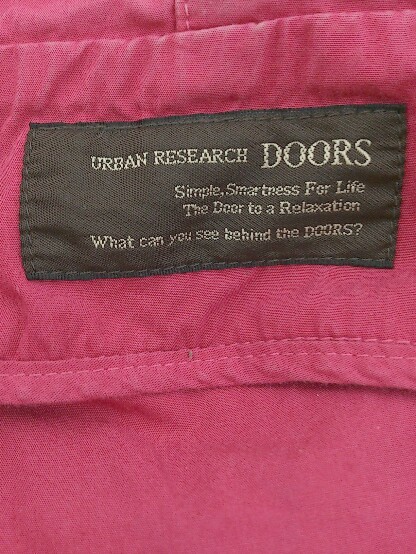 URBAN RESEARCH DOORS
Simple, Smartness For Life
The Door to a Relaxation
What can you see behind the DOORS?